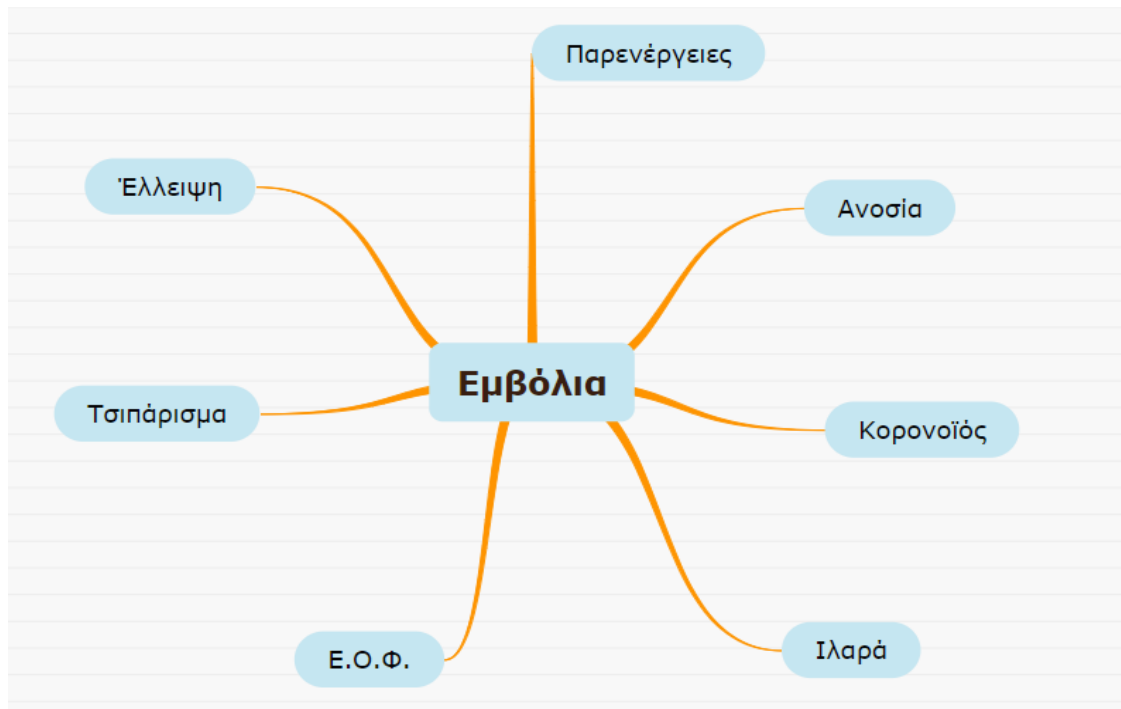 Παρενέργειες
Έλλειψη
Ανοσία
Εμβόλια
Τσιπάρισμα
Κορονοϊός
Ε.Ο.Φ.
Ιλαρά